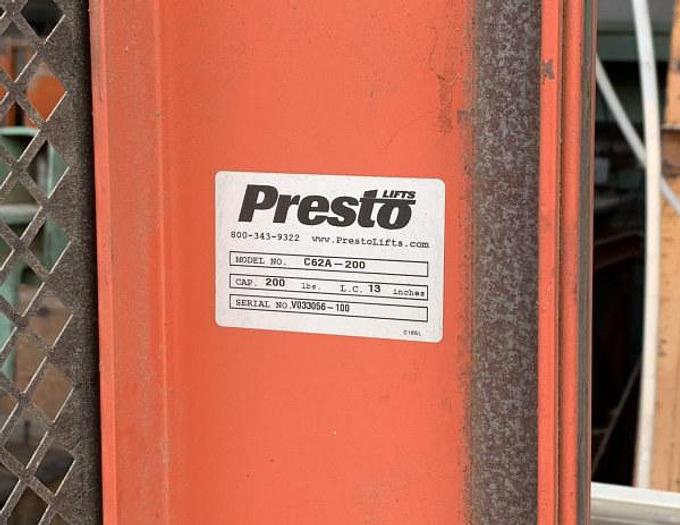 Presto LIFTS
800-343-9322 www.PrestoLifts.com
MODEL NO. C62A-200
CAP. 200 lbs. L.C. 13 inches
SERIAL NO. V033056-100